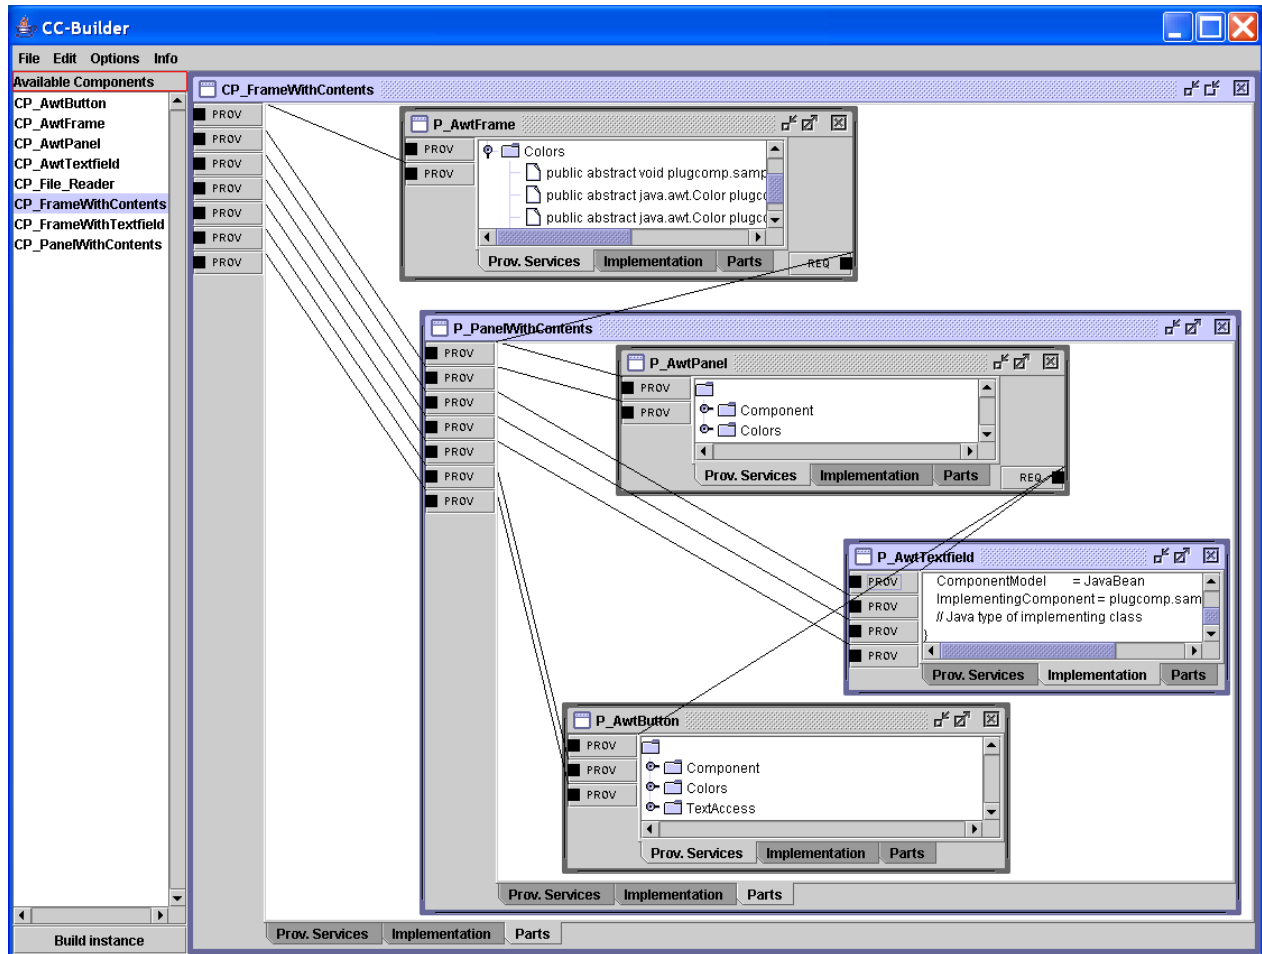 CC-Builder
File Edit Options Info
Available Components
CP_AwtButton
CP_AwtFrame
CP_AwtPanel
CP_AwtTextfield
CP_File_Reader
CP_FrameWithContents
CP_FrameWithTextfield
CP_PanelWithContents
Build instance
CP_FrameWithContents
PROV
PROV
PROV
PROV
PROV
PROV
PROV
P_AwtFrame
PROV
PROV
Colors
public abstract void plugcomp.samp
public abstract java.awt.Color plugc
public abstract java.awt.Color plugc
Prov. Services Implementation Parts
REQ
P_PanelWithContents
PROV
PROV
PROV
PROV
PROV
PROV
PROV
P_AwtPanel
PROV
PROV
Component
Colors
Prov. Services Implementation Parts
REQ
P_AwtTextfield
PROV
PROV
PROV
PROV
ComponentModel = JavaBean
ImplementingComponent = plugcomp.sam
// Java type of implementing class
}
Prov. Services Implementation Parts
P_AwtButton
PROV
PROV
PROV
Component
Colors
TextAccess
Prov. Services Implementation Parts
Prov. Services Implementation Parts
Prov. Services Implementation Parts